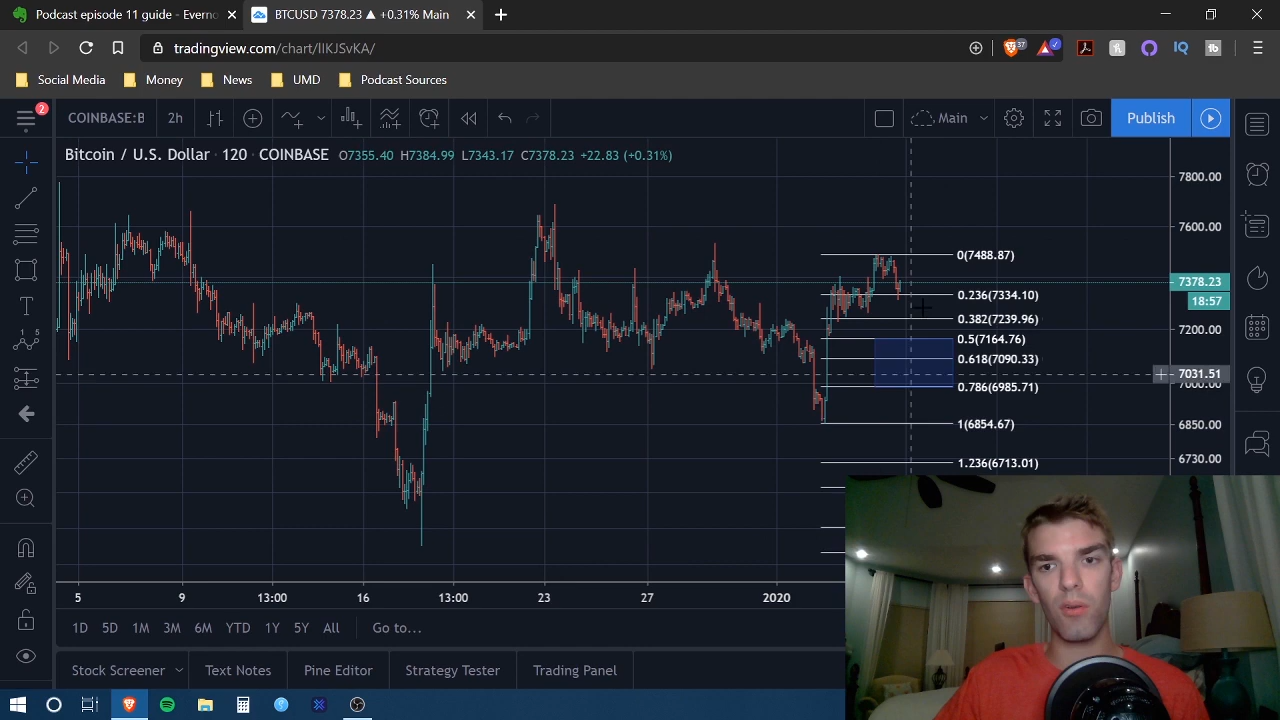 Podcast episode 11 guide - Everno
BTCUSD 7378.23 ▲ +0.31% Main
tradingview.com/chart/IIKJSvKA/
37
IQ
Social Media
Money
News
UMD
Podcast Sources
2
COINBASE:B
2h
Main
Publish
Bitcoin / U.S. Dollar · 120 · COINBASE
O7355.40 H7384.99 L7343.17 C7378.23 +22.83 (+0.31%)
7800.00
7600.00
0(7488.87)
7378.23
0.236(7334.10)
18:57
0.382(7239.96)
7200.00
0.5(7164.76)
0.618(7090.33)
7031.51
7000.00
0.786(6985.71)
1(6854.67)
6850.00
1.236(6713.01)
6730.00
5
9
13:00
16
13:00
23
27
2020
1D
5D
1M
3M
6M
YTD
1Y
5Y
All
Go to...
Stock Screener
Text Notes
Pine Editor
Strategy Tester
Trading Panel